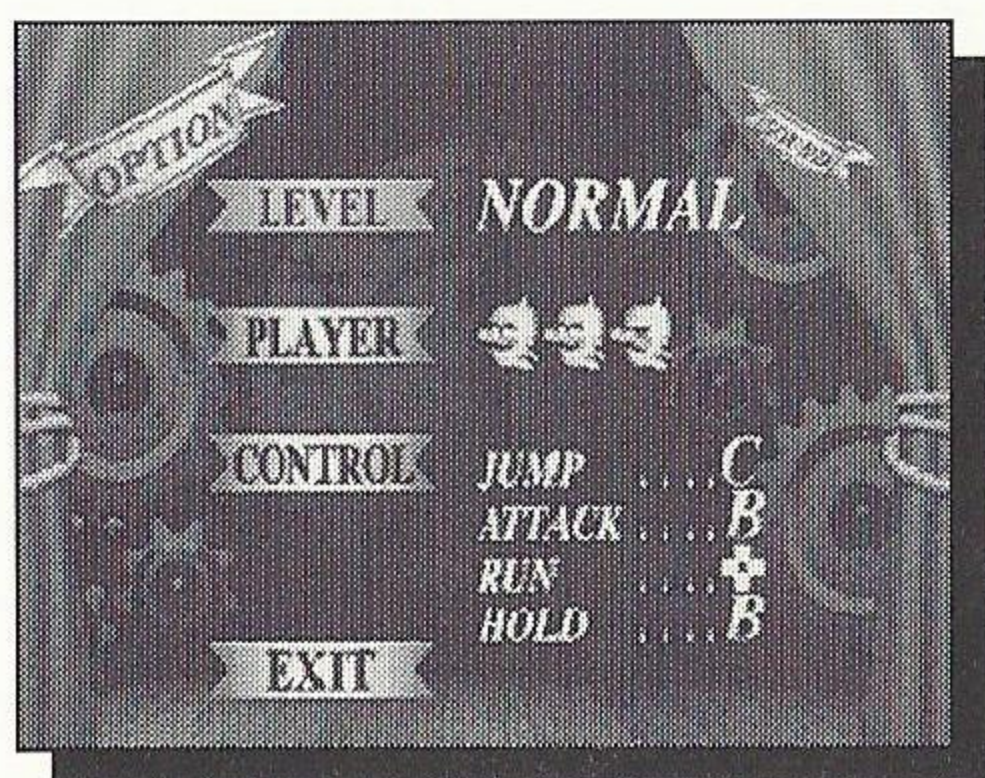 OPTION
LEVEL NORMAL
PLAYER
CONTROL JUMP ....C
ATTACK ....B
RUN ....
HOLD ....B
EXIT